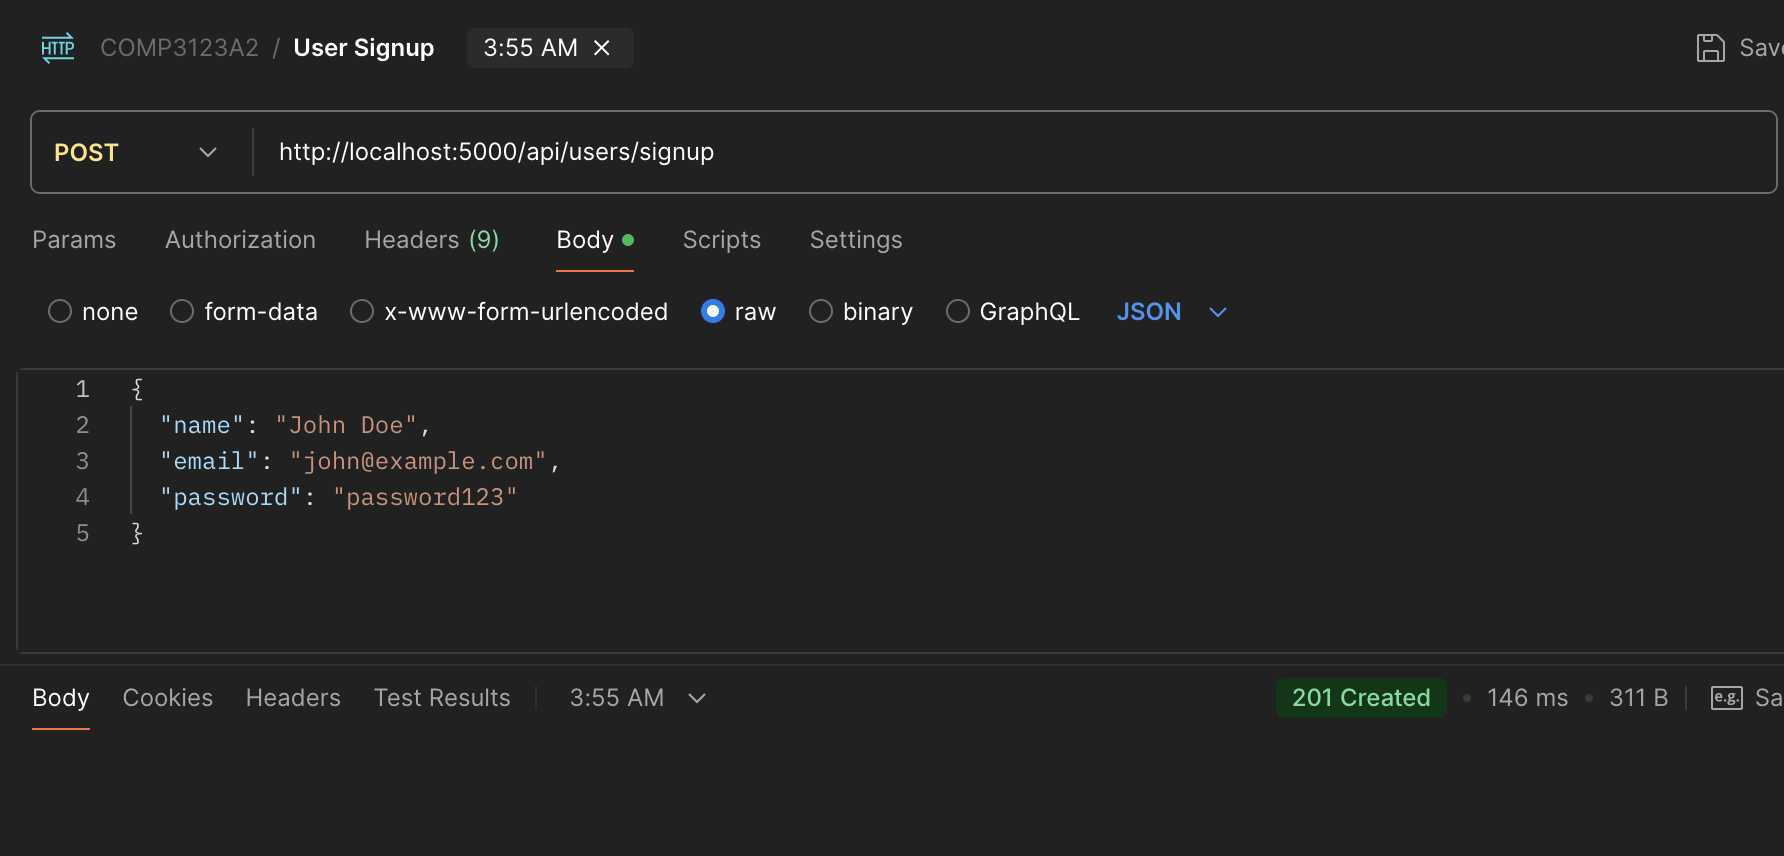 HTTP COMP3123A2 / User Signup 3:55 AM
POST http://localhost:5000/api/users/signup
Params Authorization Headers (9) Body Scripts Settings
none form-data x-www-form-urlencoded raw binary GraphQL JSON
1 {
2 "name": "John Doe",
3 "email": "john@example.com",
4 "password": "password123"
5 }
Body Cookies Headers Test Results 3:55 AM 201 Created • 146 ms • 311 B e.g.